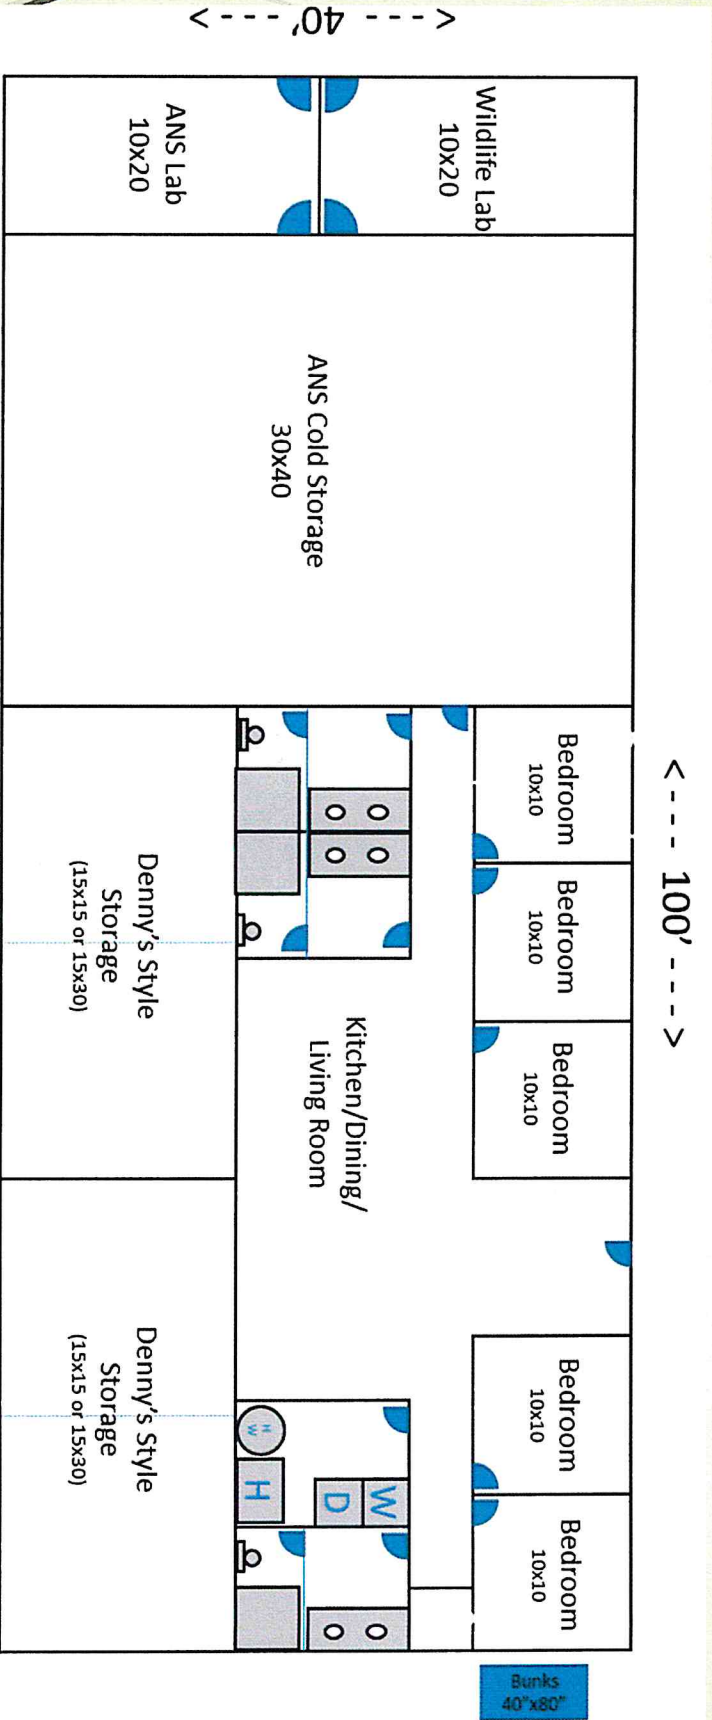 <--- 40' --->
<--- 100' --->
Wildlife Lab
10x20
ANS Lab
10x20
ANS Cold Storage
30x40
Bedroom
10x10
Bedroom
10x10
Bedroom
10x10
Bedroom
10x10
Bedroom
10x10
Kitchen/Dining/
Living Room
H
W
H
D
W
Denny's Style
Storage
(15x15 or 15x30)
Denny's Style
Storage
(15x15 or 15x30)
Bunks
40"x80"